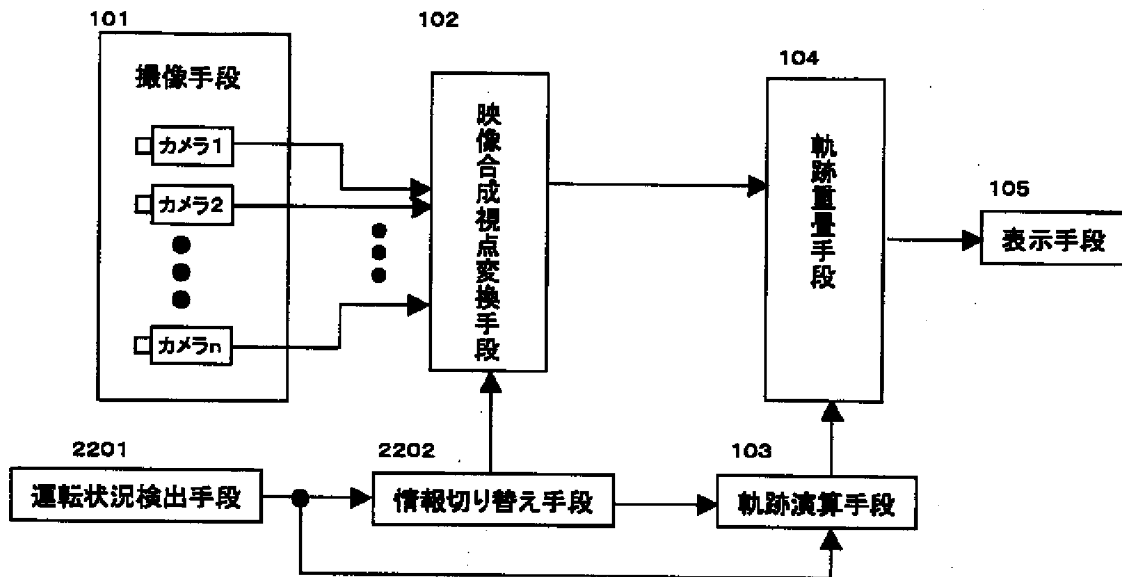 101
撮像手段
カメラ1
カメラ2
カメラn
102
映像合成視点変換手段
104
軌跡重畳手段
105
表示手段
2201
運転状況検出手段
2202
情報切り替え手段
103
軌跡演算手段